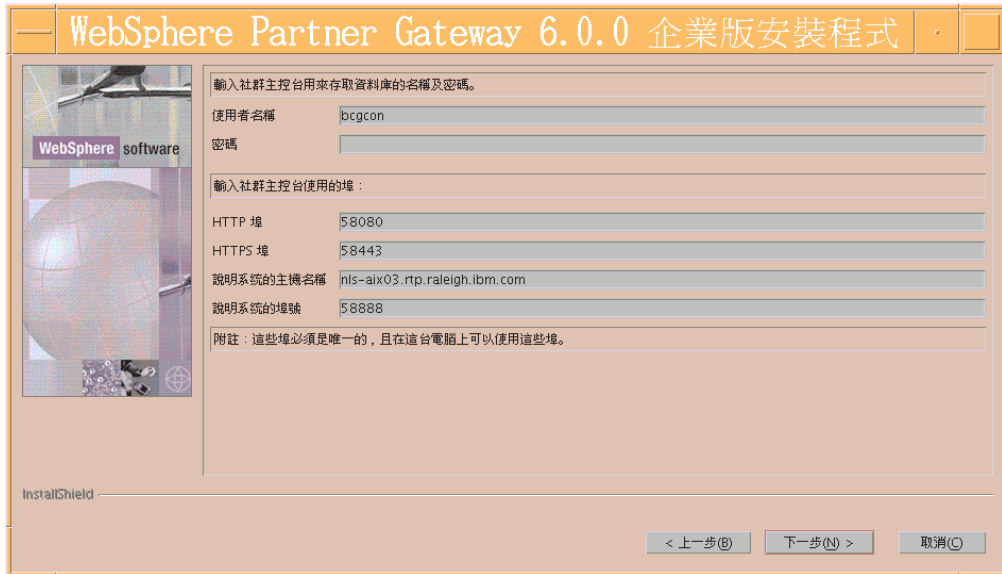 WebSphere Partner Gateway 6.0.0 企業版安裝程式
WebSphere software
輸入社群主控台用來存取資料庫的名稱及密碼。
使用者名稱 bcgcon
密碼
輸入社群主控台使用的埠：
HTTP 埠 58080
HTTPS 埠 58443
說明系統的主機名稱 nls-aix03.rtp.raleigh.ibm.com
說明系統的埠號 58888
附註：這些埠必須是唯一的，且在這台電腦上可以使用這些埠。
InstallShield
< 上一步(B) 下一步(N) > 取消(C)